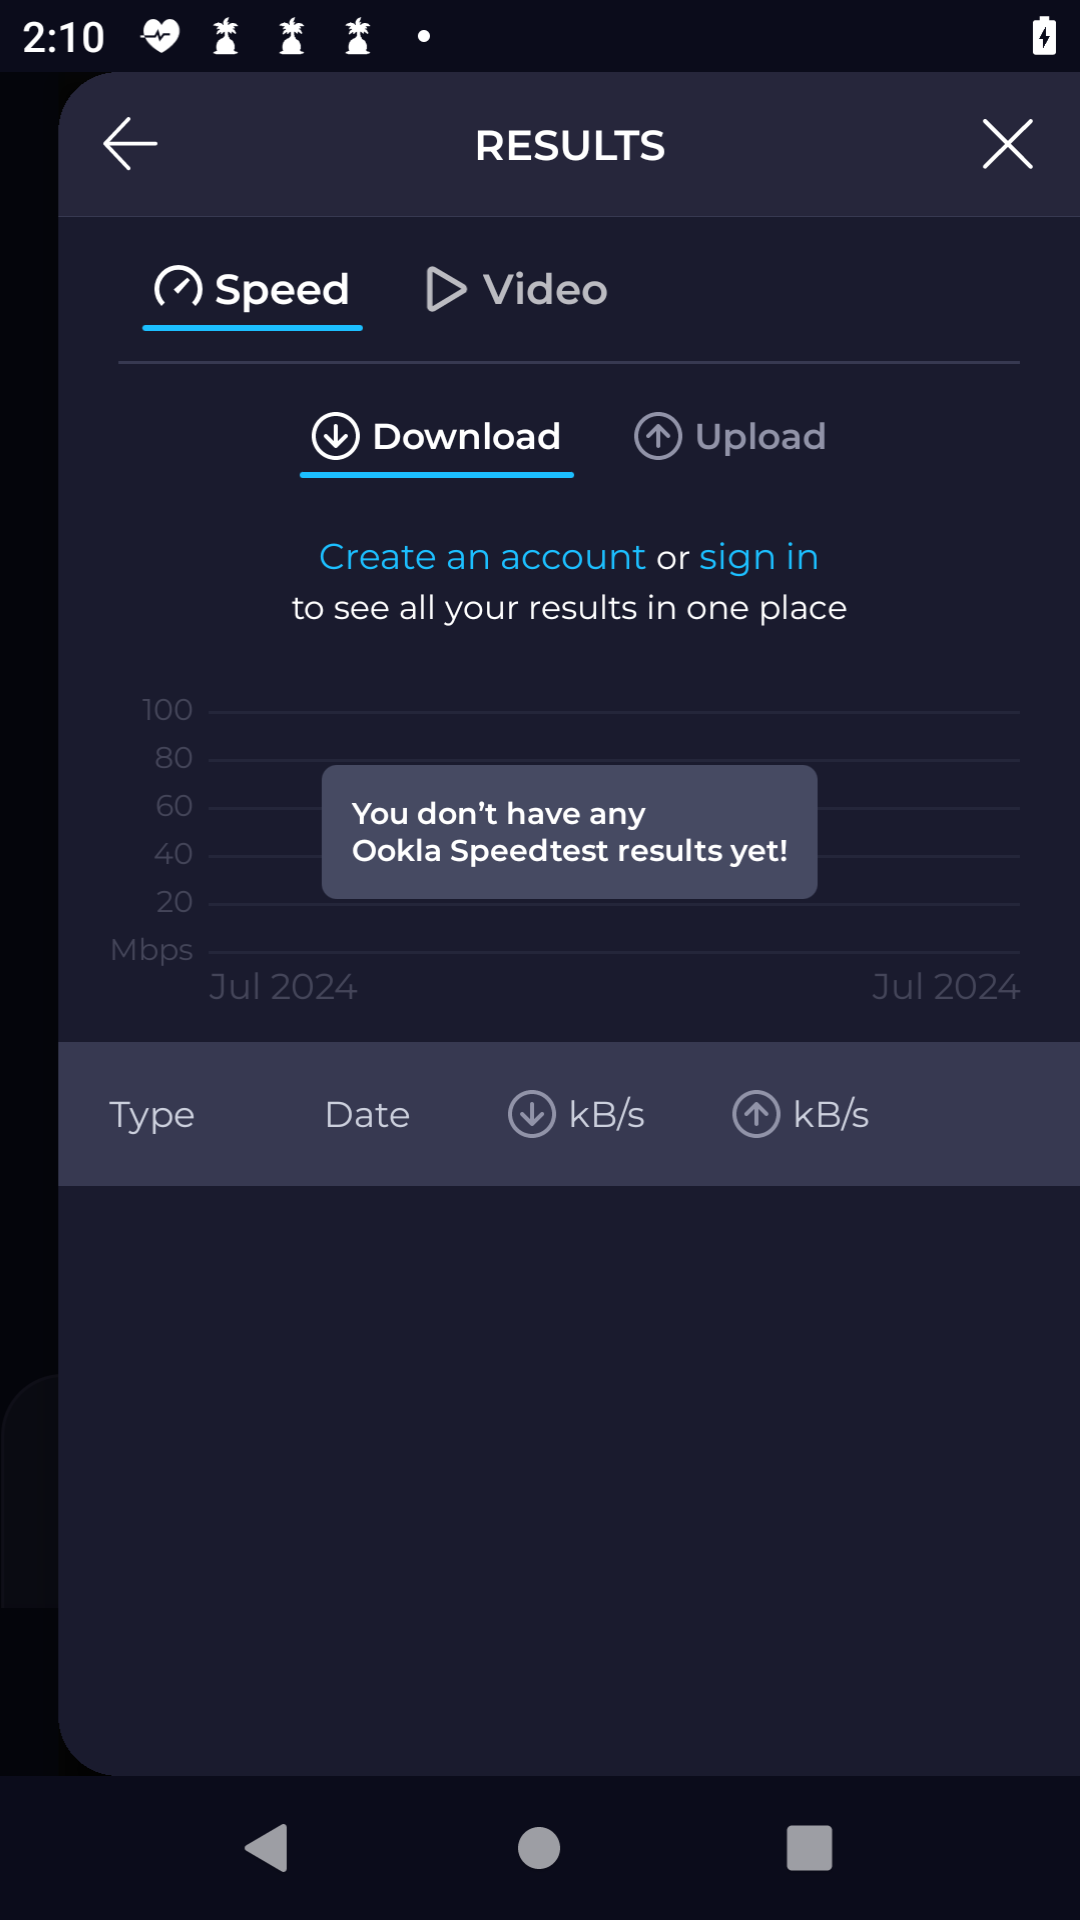 2:10
RESULTS
Speed
Video
Download
Upload
Create an account or sign in
to see all your results in one place
100
80
60
40
20
Mbps
You don’t have any
Ookla Speedtest results yet!
Jul 2024
Jul 2024
Type
Date
kB/s
kB/s